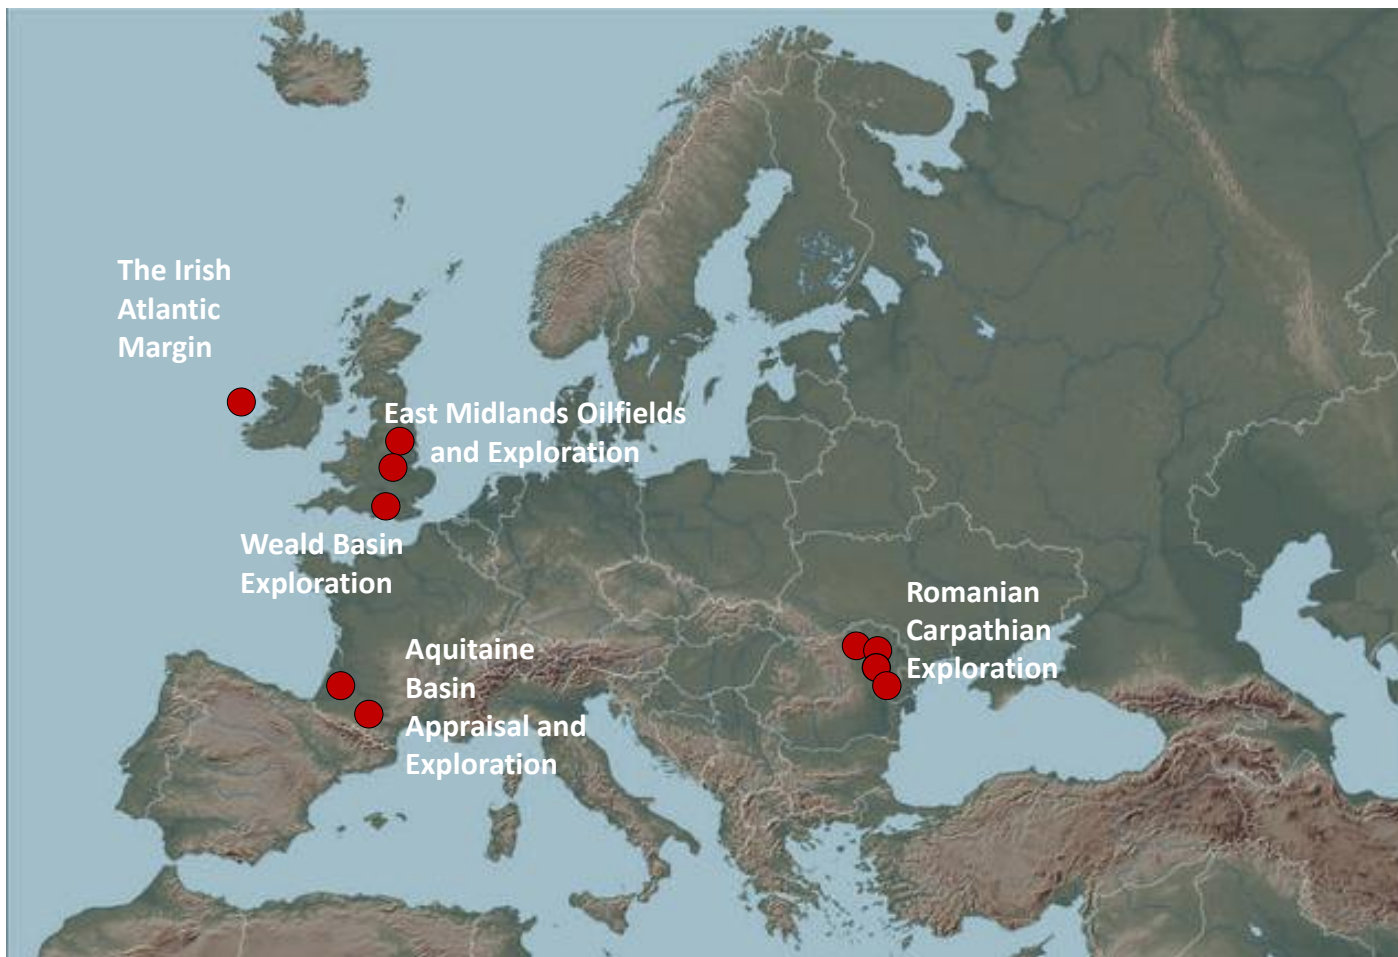 The Irish
Atlantic
Margin
East Midlands Oilfields
and Exploration
Weald Basin
Exploration
Romanian
Carpathian
Exploration
Aquitaine
Basin
Appraisal and
Exploration